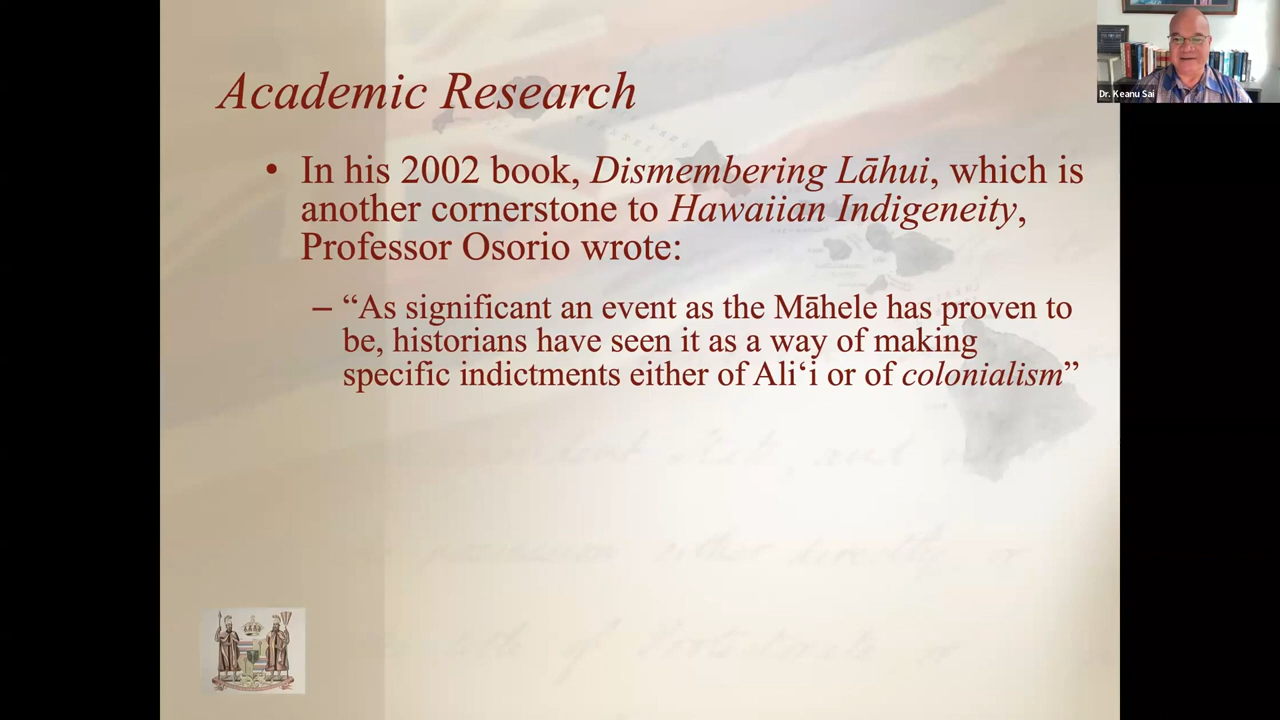 Academic Research
• In his 2002 book, Dismembering Lāhui, which is
another cornerstone to Hawaiian Indigeneity,
Professor Osorio wrote:
– “As significant an event as the Māhele has proven to
be, historians have seen it as a way of making
specific indictments either of Ali‘i or of colonialism”
Dr. Keanu Sai